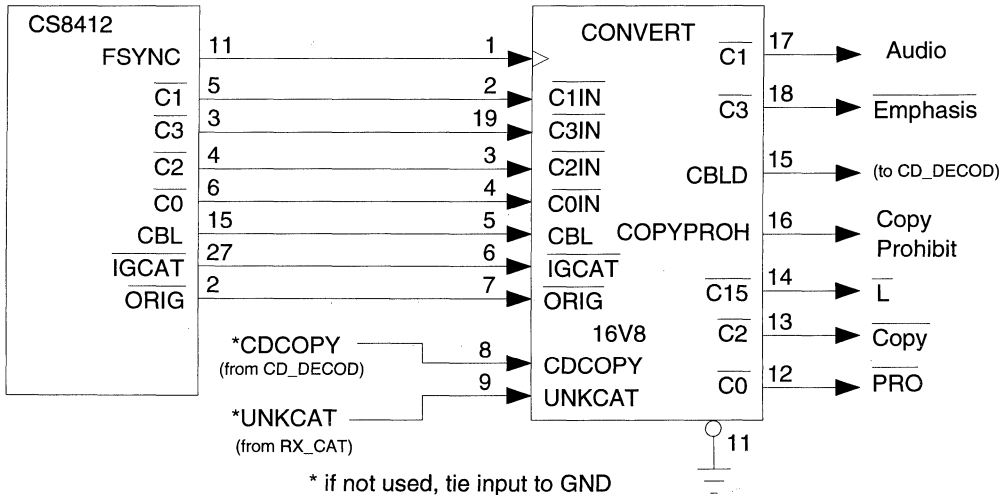 CS8412
CONVERT
FSYNC 11 1 C1 17 Audio
C1 5 2 C1IN
C3 3 19 C3IN C3 18 Emphasis
C2 4 3 C2IN CBLD 15 (to CD_DECOD)
C0 6 4 C0IN
CBL 15 5 CBL COPYPROH 16 Copy Prohibit
IGCAT 27 6 IGCAT
ORIG 2 7 ORIG C15 14 L
16V8 C2 13 Copy
*CDCOPY 8 CDCOPY
(from CD_DECOD)
C0 12 PRO
9 UNKCAT
*UNKCAT
(from RX_CAT)
11
* if not used, tie input to GND